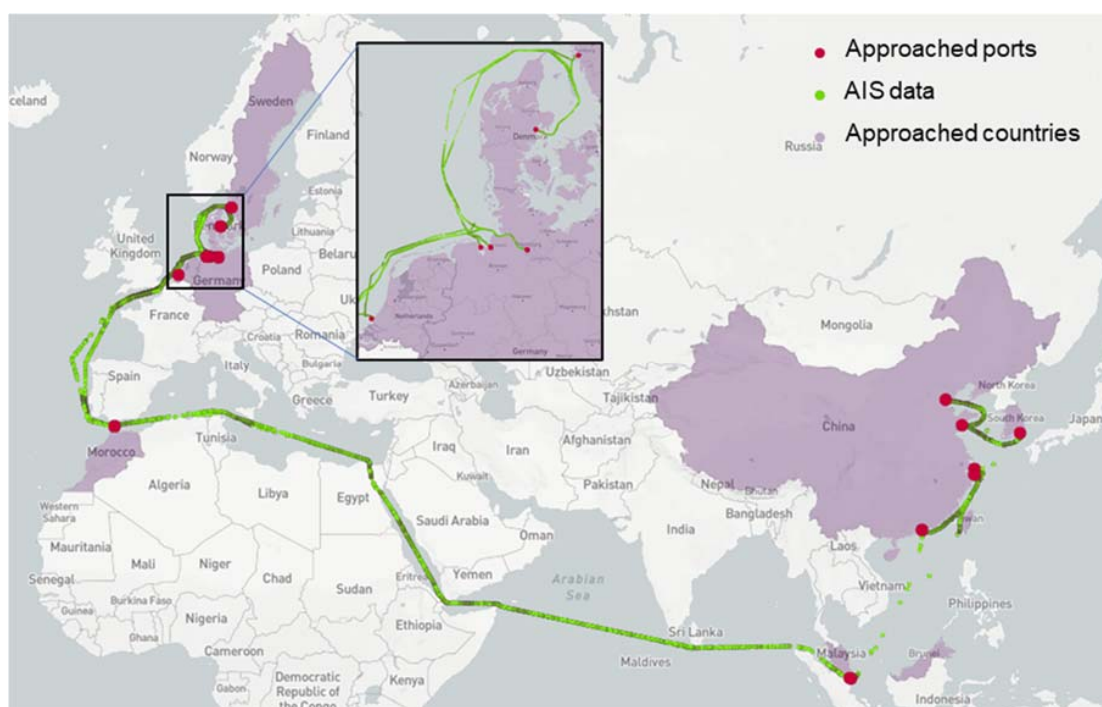 Approached ports
AIS data
Approached countries
celand
Sweden
Finland
Norway
Russia
Estonia
Lithuania
United
Kingdom
Belaru
Poland
German
Uk
France
Croatia
Romania
Bulgaria
Italy
Spain
Greece
Turkey
Azerbaijan
Uzbekistan
khstan
Tajikistan
Mongolia
North Korea
South Korea
Japa
China
Tunisia
Morocco
Iraq
Iran
Afghanistan
Kuwait
Pakistan
Nepal
Bhutan
Bangladesh
Algeria
Libya
Egypt
Western
Sahara
Saudi Arabia
Oman
India
Laos
wan
Mauritania
Mali
Niger
Chad
Sudan
Eritre
Yemen
Arabian
Sea
Vietnam
Philippines
Senegal
Guinea
Burkina Faso
Ghana
Nigeria
Cameroon
Ethiopia
Sri Lanka
Maldives
Malaysia
Brunei
Gabon
Democratic
Republic of
the Congo
Kenya
Indonesia
Denmark
Netherlands
Germany